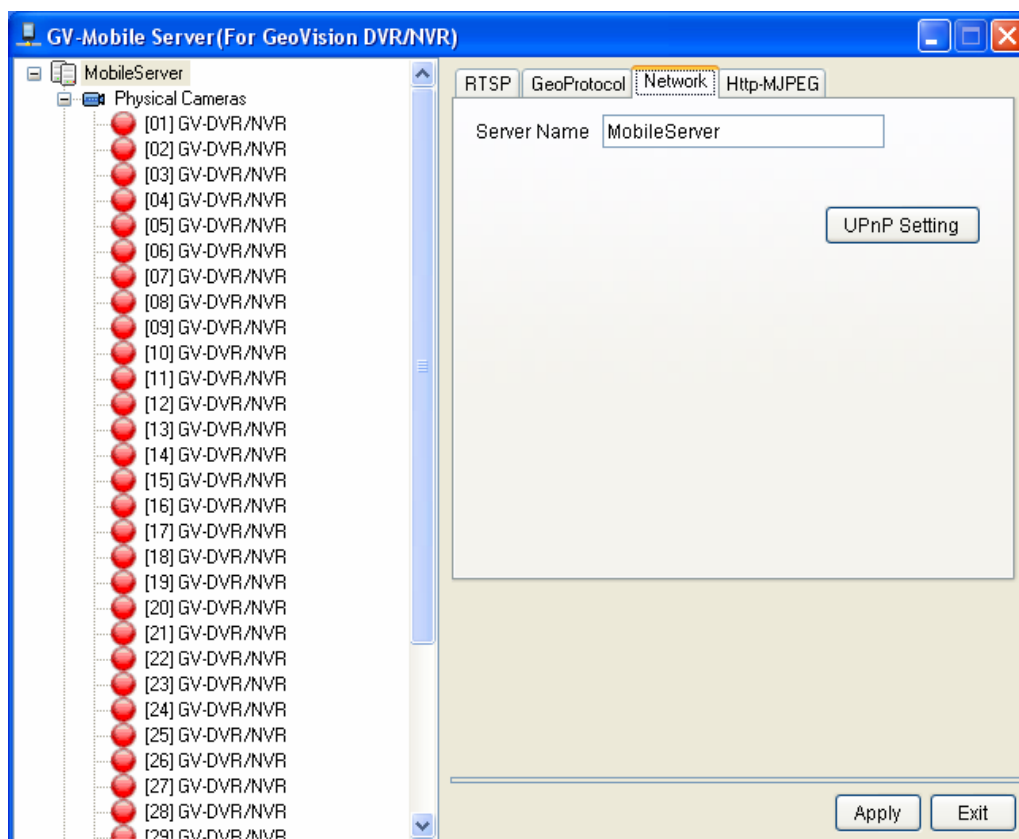 GV-Mobile Server(For GeoVision DVR/NVR)
MobileServer
Physical Cameras
[01] GV-DVR/NVR
[02] GV-DVR/NVR
[03] GV-DVR/NVR
[04] GV-DVR/NVR
[05] GV-DVR/NVR
[06] GV-DVR/NVR
[07] GV-DVR/NVR
[08] GV-DVR/NVR
[09] GV-DVR/NVR
[10] GV-DVR/NVR
[11] GV-DVR/NVR
[12] GV-DVR/NVR
[13] GV-DVR/NVR
[14] GV-DVR/NVR
[15] GV-DVR/NVR
[16] GV-DVR/NVR
[17] GV-DVR/NVR
[18] GV-DVR/NVR
[19] GV-DVR/NVR
[20] GV-DVR/NVR
[21] GV-DVR/NVR
[22] GV-DVR/NVR
[23] GV-DVR/NVR
[24] GV-DVR/NVR
[25] GV-DVR/NVR
[26] GV-DVR/NVR
[27] GV-DVR/NVR
[28] GV-DVR/NVR
[29] GV-DVR/NVR
RTSP GeoProtocol Network Http-MJPEG
Server Name MobileServer
UPnP Setting
Apply Exit